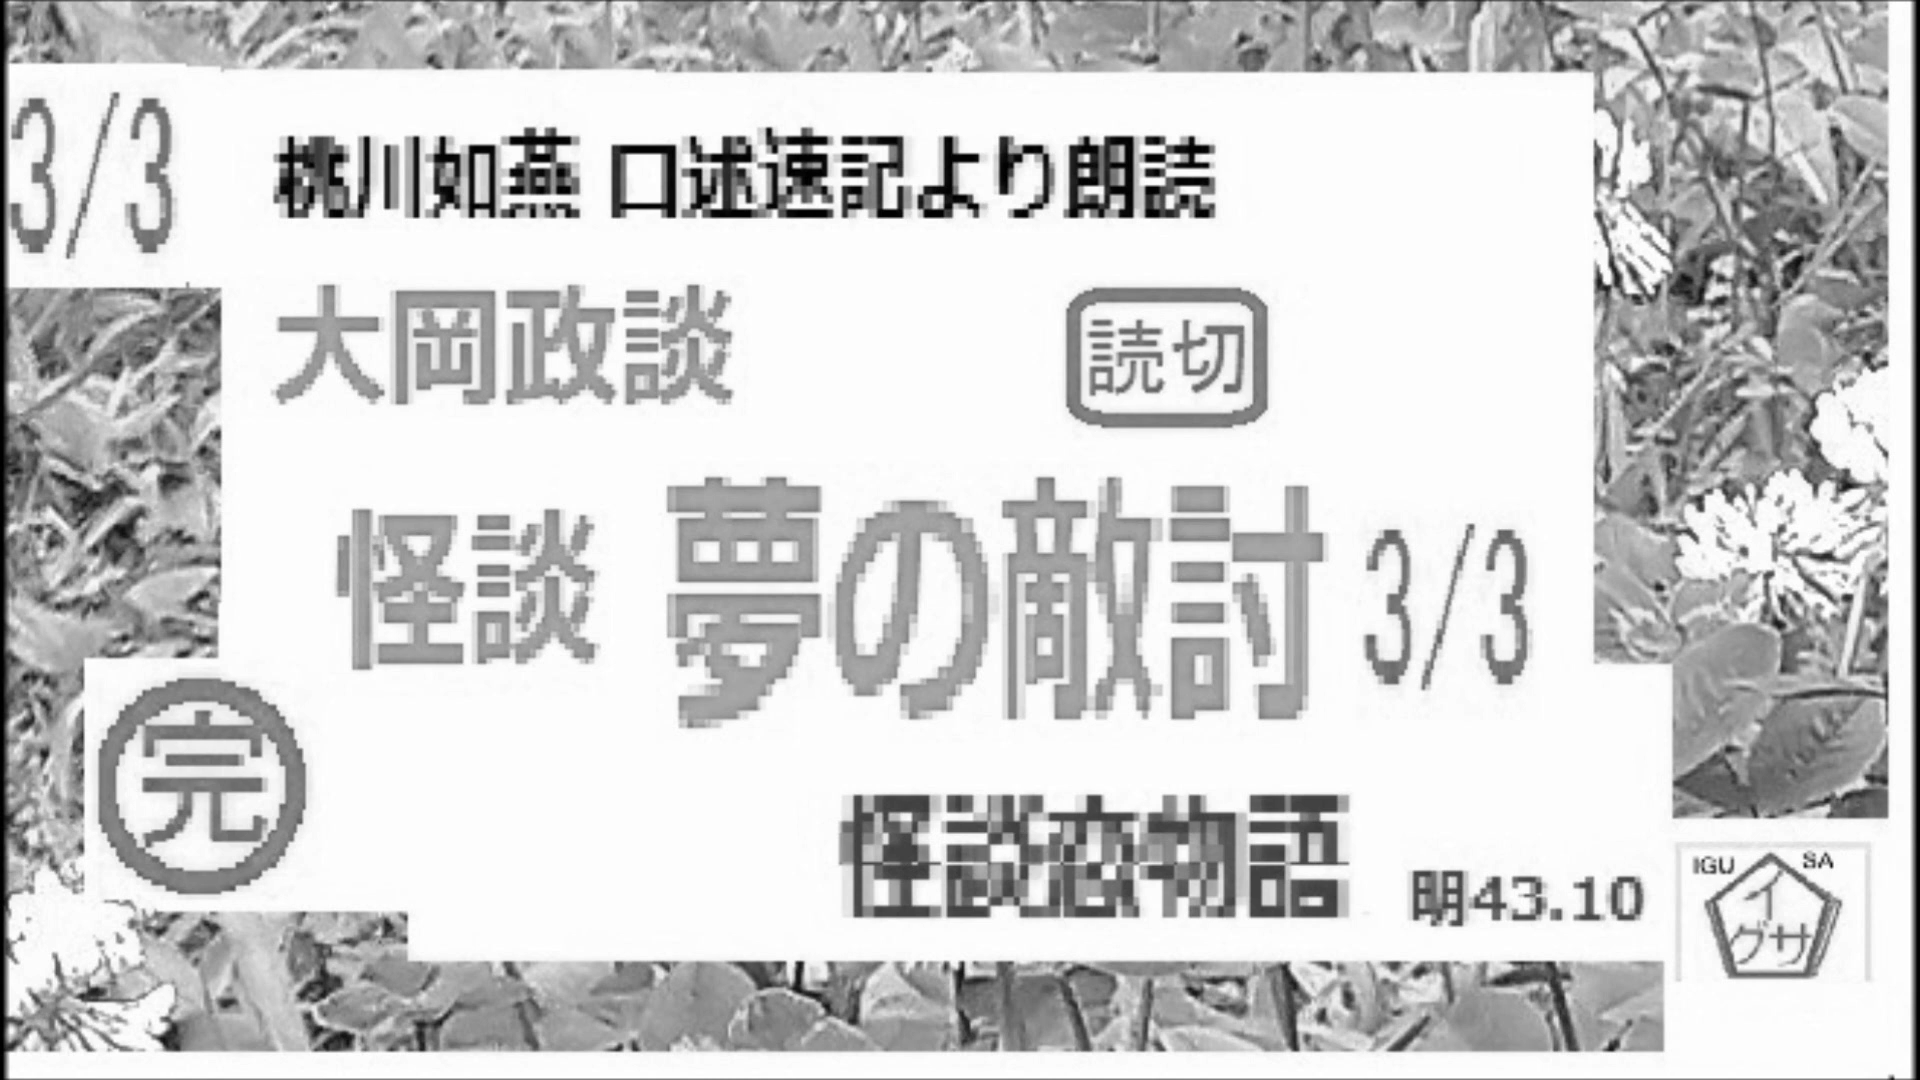 3/3
桃川如燕 口述速記より朗読
大岡政談
読切
怪談 夢の敵討 3/3
完
怪談恋物語
明43.10
IGU SA
イ
グサ